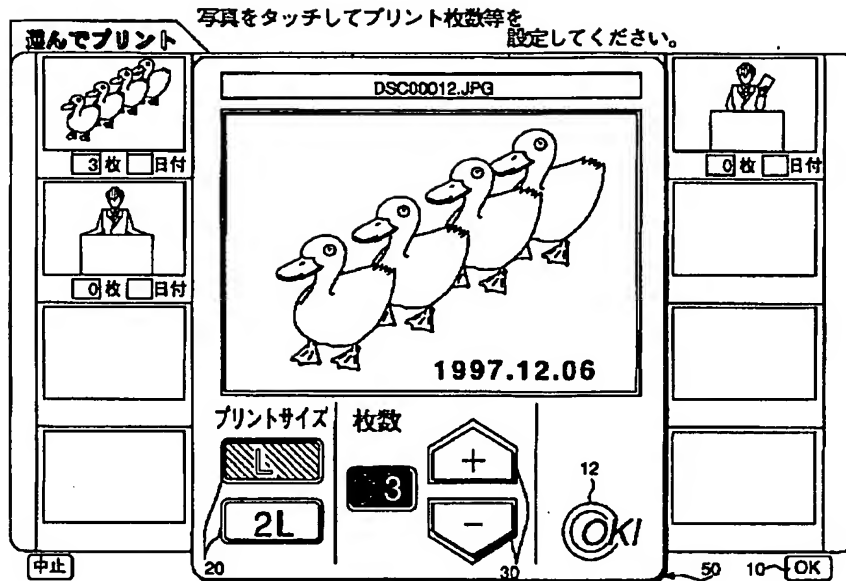 写真をタッチしてプリント枚数等を
設定してください。
選んでプリント
DSC00012.JPG
3 枚 日付
0 枚 日付
0 枚 日付
1997.12.06
プリントサイズ
枚数
L
2L
3
+
-
12
OK!
20
30
50
10
中止
OK